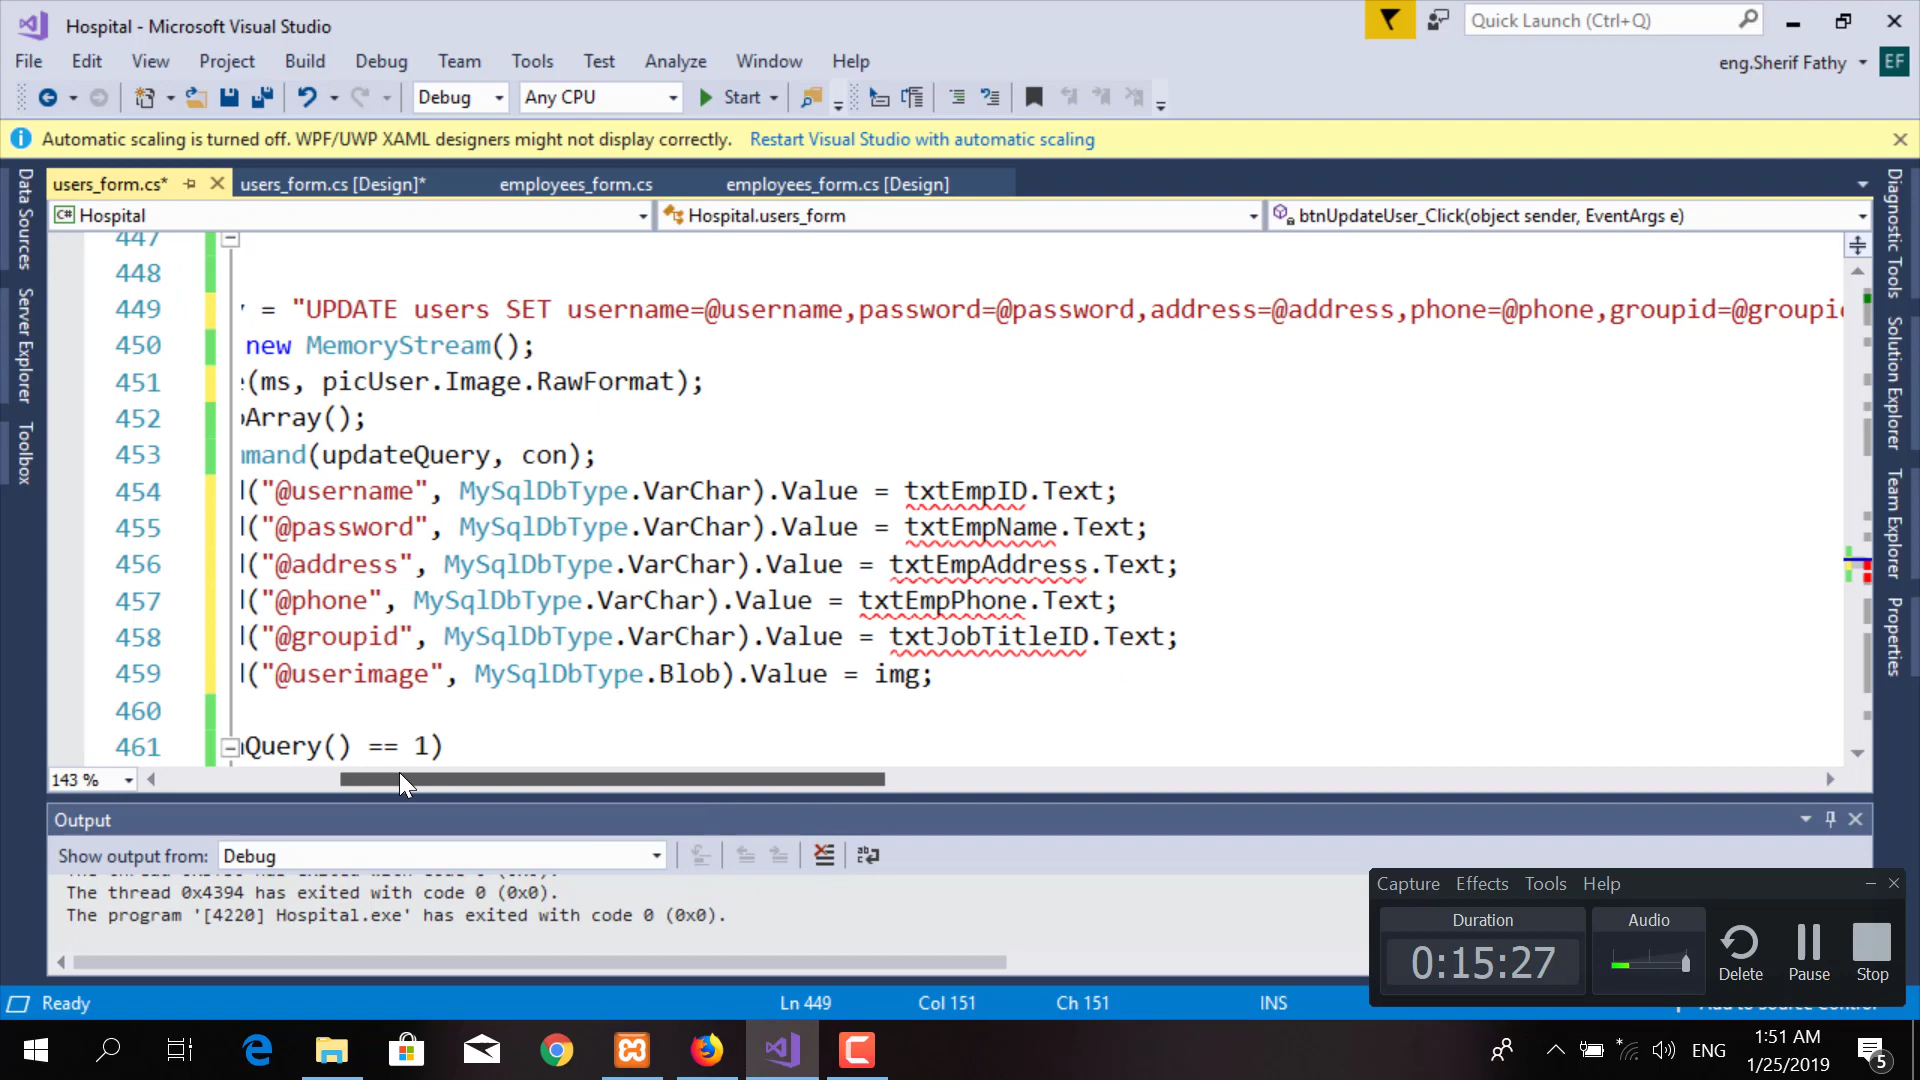 Hospital - Microsoft Visual Studio
Quick Launch (Ctrl+Q)
File Edit View Project Build Debug Team Tools Test Analyze Window Help
eng.Sherif Fathy EF
Debug Any CPU Start
Automatic scaling is turned off. WPF/UWP XAML designers might not display correctly. Restart Visual Studio with automatic scaling
users_form.cs* users_form.cs [Design]* employees_form.cs employees_form.cs [Design]
C# Hospital Hospital.users_form btnUpdateUser_Click(object sender, EventArgs e)
Data Sources
Server Explorer
Toolbox
Diagnostic Tools
Solution Explorer
Team Explorer
Properties
447
448
449 = "UPDATE users SET username=@username,password=@password,address=@address,phone=@phone,groupid=@groupi
450 new MemoryStream();
451 (ms, picUser.Image.RawFormat);
452 Array();
453 mmand(updateQuery, con);
454 ("@username", MySqlDbType.VarChar).Value = txtEmpID.Text;
455 ("@password", MySqlDbType.VarChar).Value = txtEmpName.Text;
456 ("@address", MySqlDbType.VarChar).Value = txtEmpAddress.Text;
457 ("@phone", MySqlDbType.VarChar).Value = txtEmpPhone.Text;
458 ("@groupid", MySqlDbType.VarChar).Value = txtJobTitleID.Text;
459 ("@userimage", MySqlDbType.Blob).Value = img;
460
461 Query() == 1)
143 %
Output
Show output from: Debug
The thread 0x4394 has exited with code 0 (0x0).
The program '[4220] Hospital.exe' has exited with code 0 (0x0).
Capture Effects Tools Help
Duration
0:15:27
Audio
Delete Pause Stop
Ready Ln 449 Col 151 Ch 151 INS
ENG
1:51 AM
1/25/2019
5